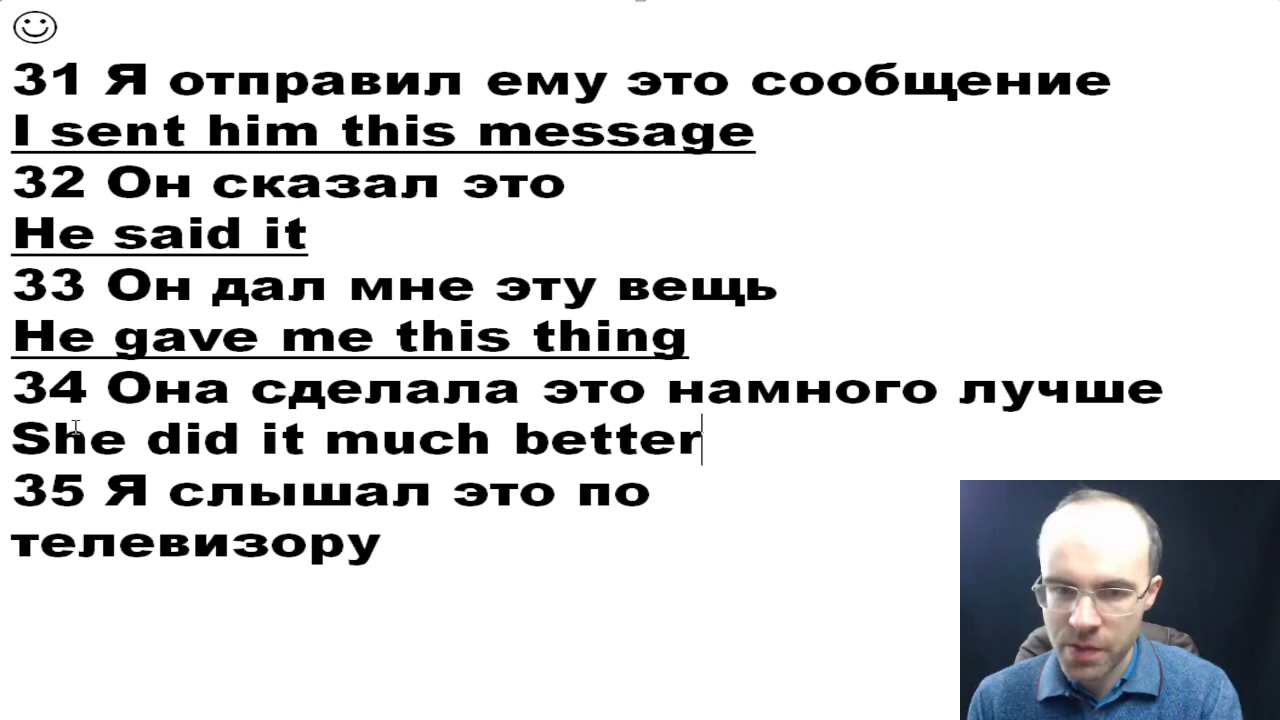 31 Я отправил ему это сообщение
I sent him this message
32 Он сказал это
He said it
33 Он дал мне эту вещь
He gave me this thing
34 Она сделала это намного лучше
She did it much better
35 Я слышал это по
телевизору